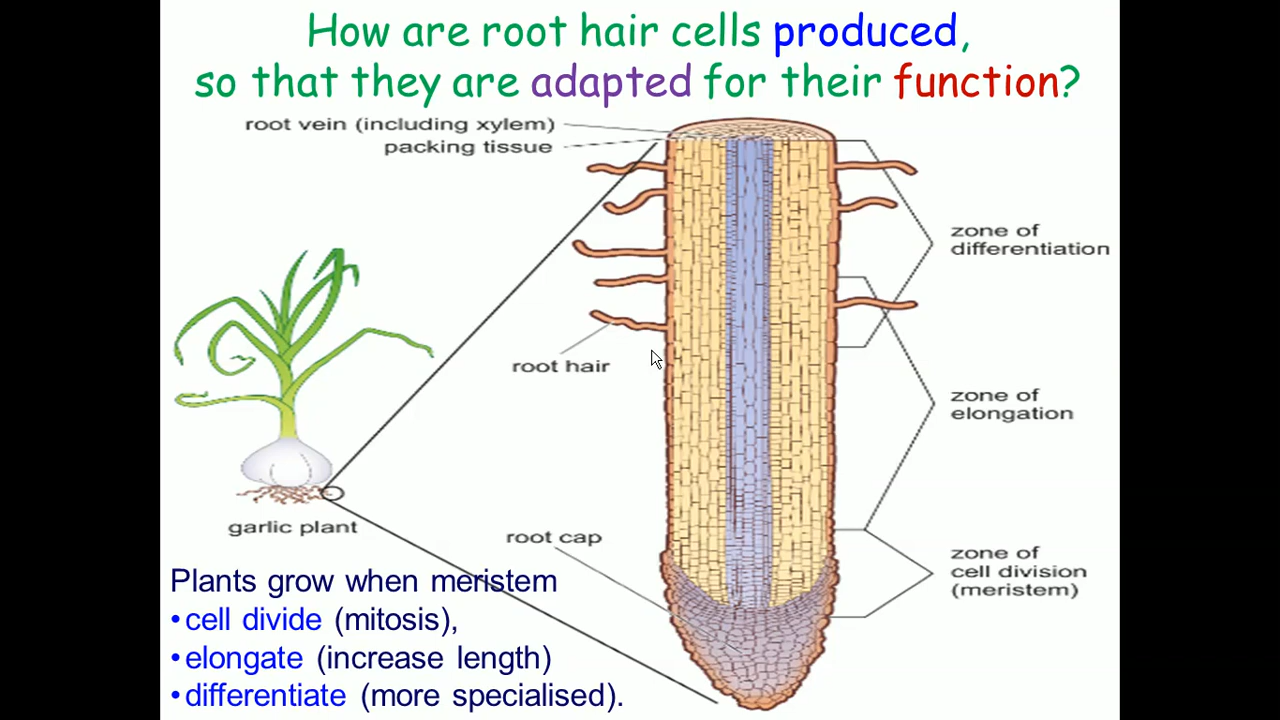 How are root hair cells produced,
so that they are adapted for their function?
root vein (including xylem)
packing tissue
zone of
differentiation
root hair
zone of
elongation
garlic plant
root cap
zone of
cell division
(meristem)
Plants grow when meristem
•cell divide (mitosis),
•elongate (increase length)
•differentiate (more specialised).